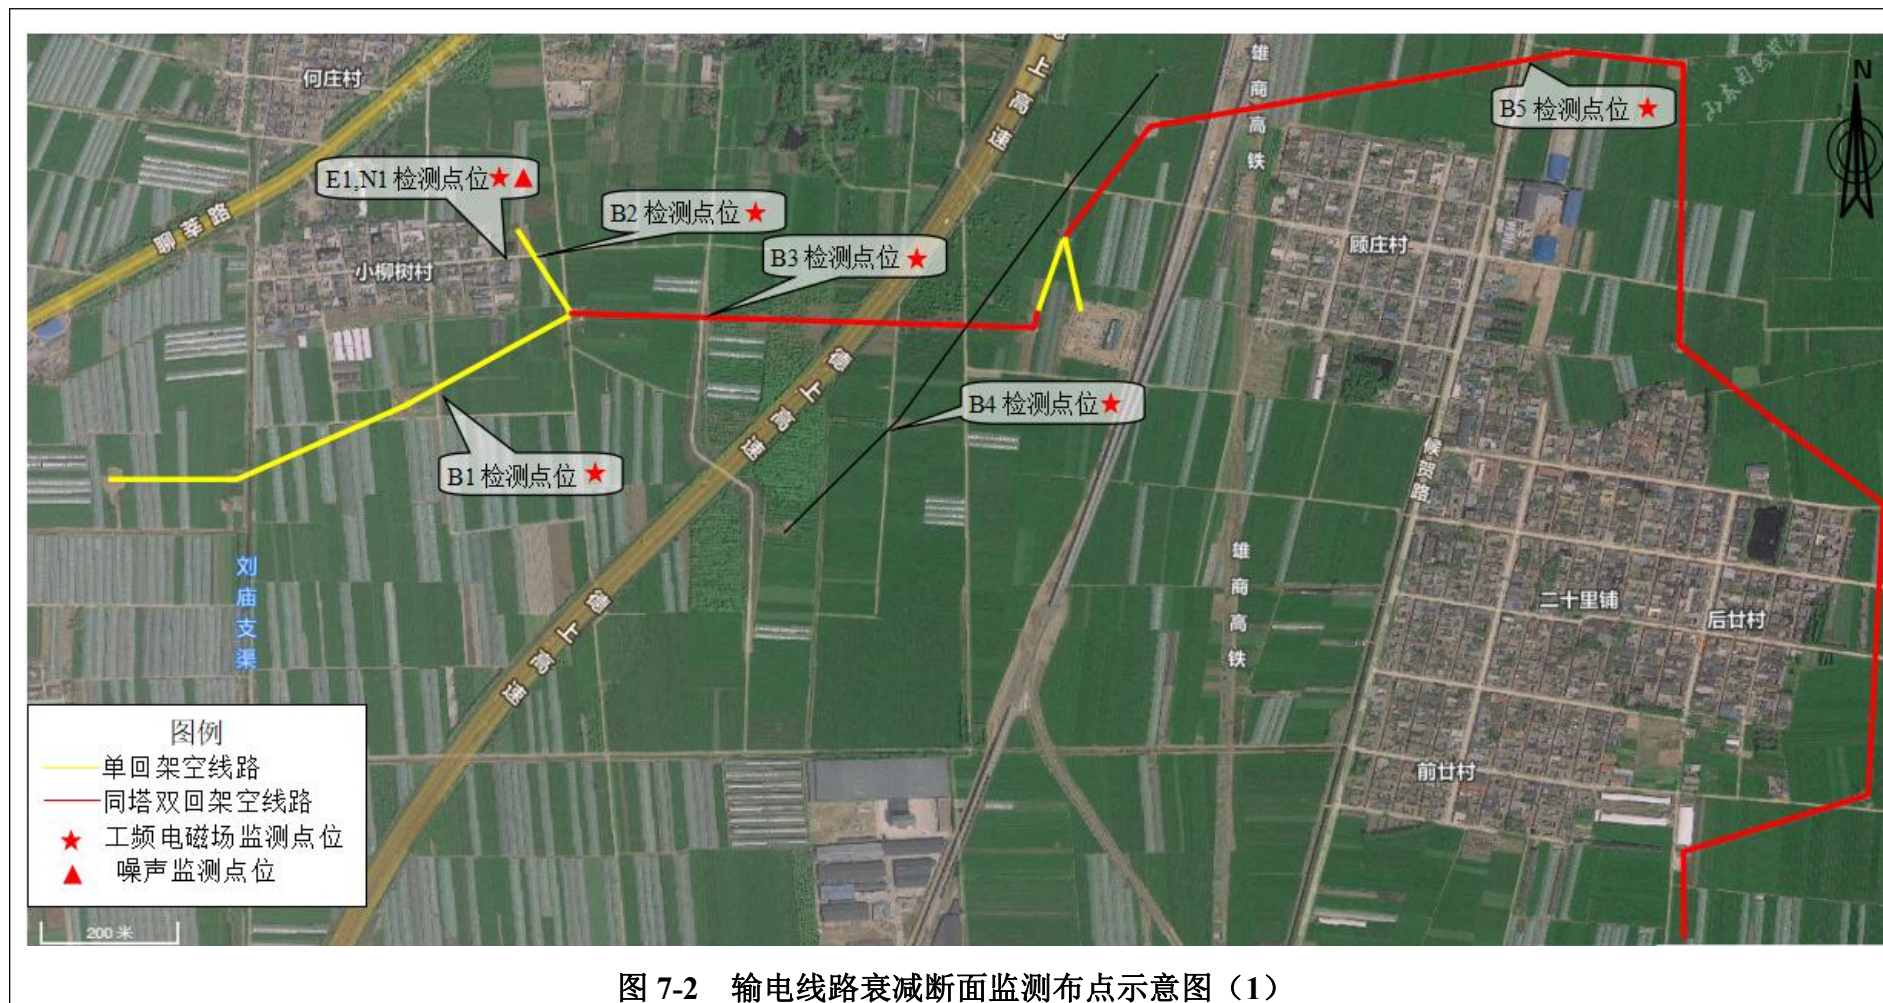 何庄村
上
高
速
雄
商
高
铁
N
B5 检测点位
E1,N1 检测点位
B2 检测点位
B3 检测点位
聊莘路
小柳树村
顾庄村
德
上
高
速
B4 检测点位
B1 检测点位
候
贺
路
刘
庙
支
渠
雄
商
高
铁
德
上
高
速
二十里铺
后廿村
前廿村
图例
单回架空线路
同塔双回架空线路
工频电磁场监测点位
噪声监测点位
200 米
图 7-2 输电线路衰减断面监测布点示意图（1）